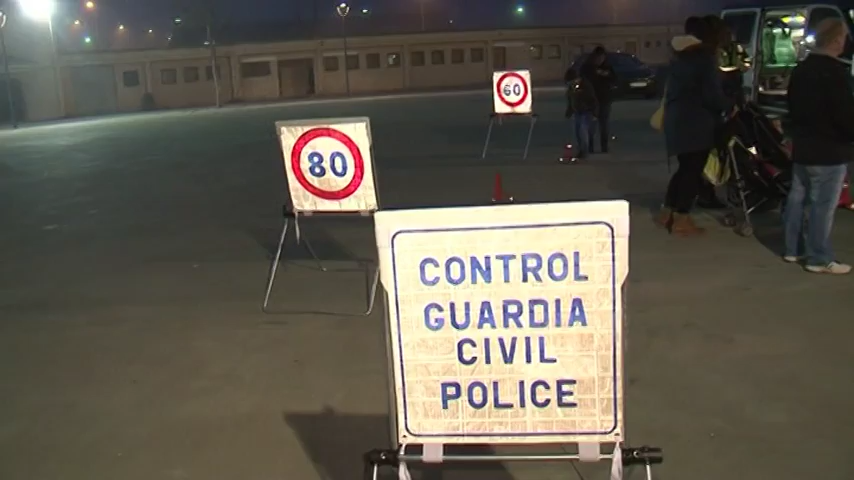 60
80
CONTROL
GUARDIA
CIVIL
POLICE